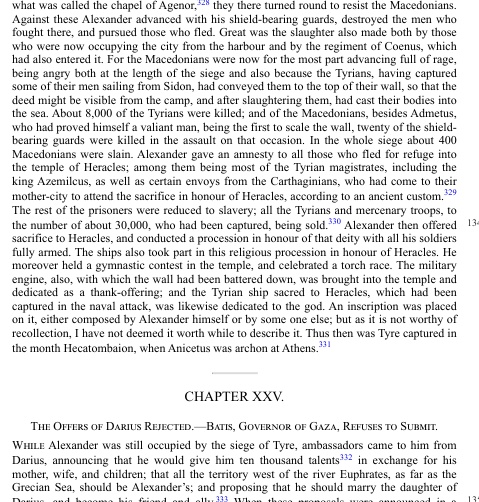 what was called the chapel of Agenor,328 they there turned round to resist the Macedonians.
Against these Alexander advanced with his shield-bearing guards, destroyed the men who
fought there, and pursued those who fled. Great was the slaughter also made both by those
who were now occupying the city from the harbour and by the regiment of Coenus, which
had also entered it. For the Macedonians were now for the most part advancing full of rage,
being angry both at the length of the siege and also because the Tyrians, having captured
some of their men sailing from Sidon, had conveyed them to the top of their wall, so that the
deed might be visible from the camp, and after slaughtering them, had cast their bodies into
the sea. About 8,000 of the Tyrians were killed; and of the Macedonians, besides Admetus,
who had proved himself a valiant man, being the first to scale the wall, twenty of the shield-
bearing guards were killed in the assault on that occasion. In the whole siege about 400
Macedonians were slain. Alexander gave an amnesty to all those who fled for refuge into
the temple of Heracles; among them being most of the Tyrian magistrates, including the
king Azemilcus, as well as certain envoys from the Carthaginians, who had come to their
mother-city to attend the sacrifice in honour of Heracles, according to an ancient custom.329
The rest of the prisoners were reduced to slavery; all the Tyrians and mercenary troops, to
the number of about 30,000, who had been captured, being sold.330 Alexander then offered
sacrifice to Heracles, and conducted a procession in honour of that deity with all his soldiers
fully armed. The ships also took part in this religious procession in honour of Heracles. He
moreover held a gymnastic contest in the temple, and celebrated a torch race. The military
engine, also, with which the wall had been battered down, was brought into the temple and
dedicated as a thank-offering; and the Tyrian ship sacred to Heracles, which had been
captured in the naval attack, was likewise dedicated to the god. An inscription was placed
on it, either composed by Alexander himself or by some one else; but as it is not worthy of
recollection, I have not deemed it worth while to describe it. Thus then was Tyre captured in
the month Hecatombaion, when Anicetus was archon at Athens.331
CHAPTER XXV.
The Offers of Darius Rejected.—Batis, Governor of Gaza, Refuses to Submit.
While Alexander was still occupied by the siege of Tyre, ambassadors came to him from
Darius, announcing that he would give him ten thousand talents332 in exchange for his
mother, wife, and children; that all the territory west of the river Euphrates, as far as the
Grecian Sea, should be Alexander's; and proposing that he should marry the daughter of
Darius, and become his friend and ally.333 When these proposals were announced in a